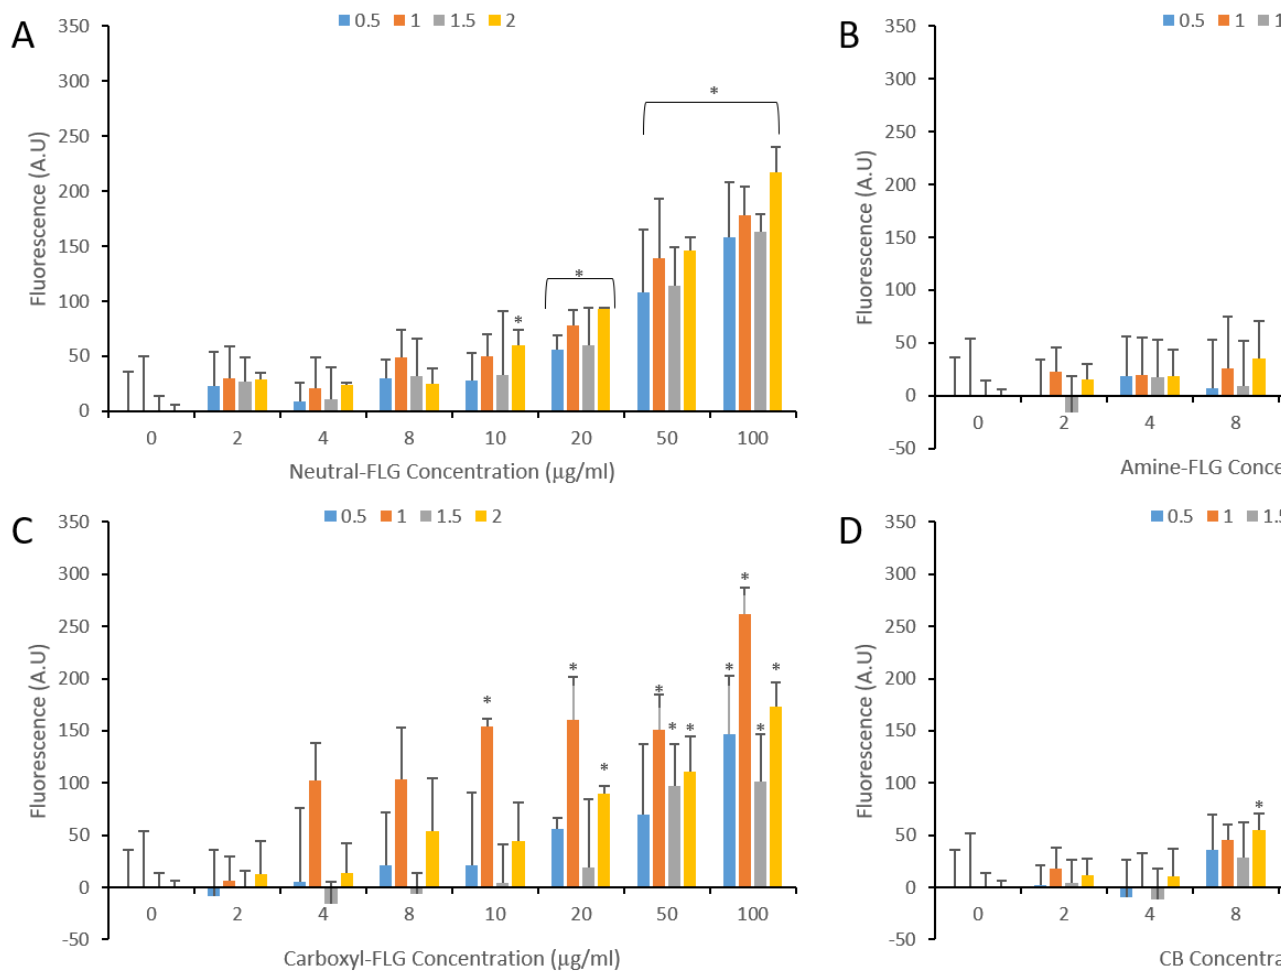 A
0.5 1 1.5 2
350
300
250
200
150
100
50
0
Fluorescence (A.U)
*
*
*
0 2 4 8 10 20 50 100
Neutral-FLG Concentration (µg/ml)
B
0.5 1 1
350
300
250
200
150
100
50
0
-50
Fluorescence (A.U)
0 2 4 8
Amine-FLG Conce
C
0.5 1 1.5 2
350
300
250
200
150
100
50
0
-50
Fluorescence (A.U)
* * * * * * * * * *
0 2 4 8 10 20 50 100
Carboxyl-FLG Concentration (µg/ml)
D
0.5 1 1.5
350
300
250
200
150
100
50
0
-50
Fluorescence (A.U)
*
0 2 4 8
CB Concentra